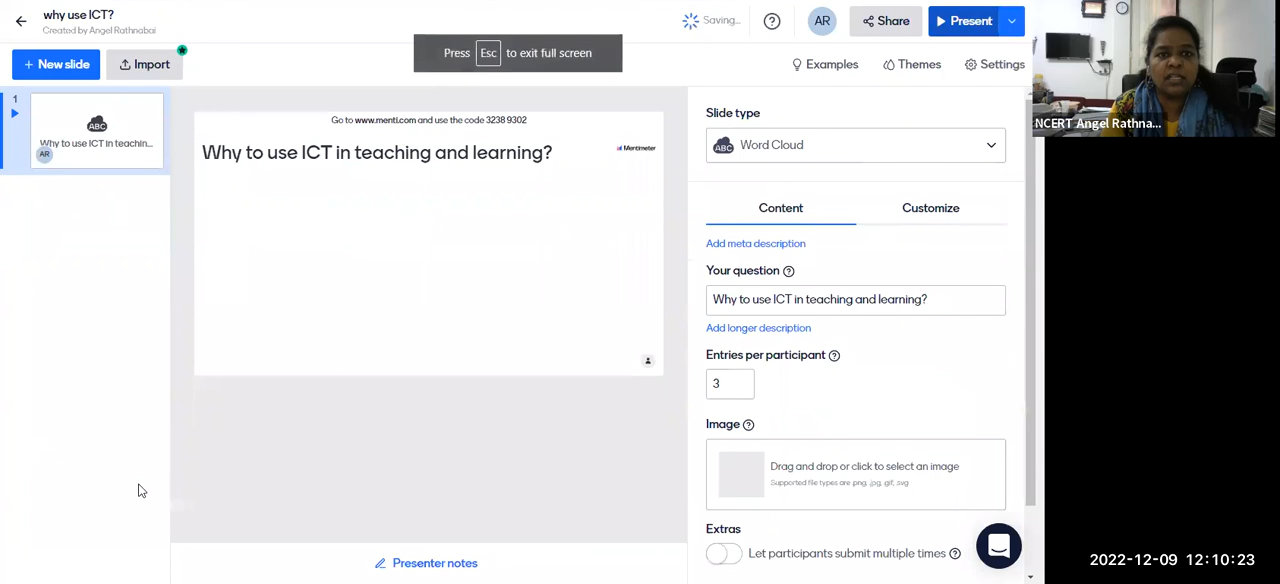 why use ICT?
Created by Angel Rathnabai
Saving...
AR
Share
Present
Press Esc to exit full screen
+ New slide
Import
Examples
Themes
Settings
NCERT Angel Rathna...
1
ABC
Why to use ICT in teachin...
AR
Go to www.menti.com and use the code 3238 9302
Why to use ICT in teaching and learning?
Mentimeter
Slide type
ABC
Word Cloud
Content
Customize
Add meta description
Your question
Why to use ICT in teaching and learning?
Add longer description
Entries per participant
3
Image
Drag and drop or click to select an image
Supported file types are .png, .jpg, .gif, .svg
Extras
Let participants submit multiple times
Presenter notes
2022-12-09 12:10:23